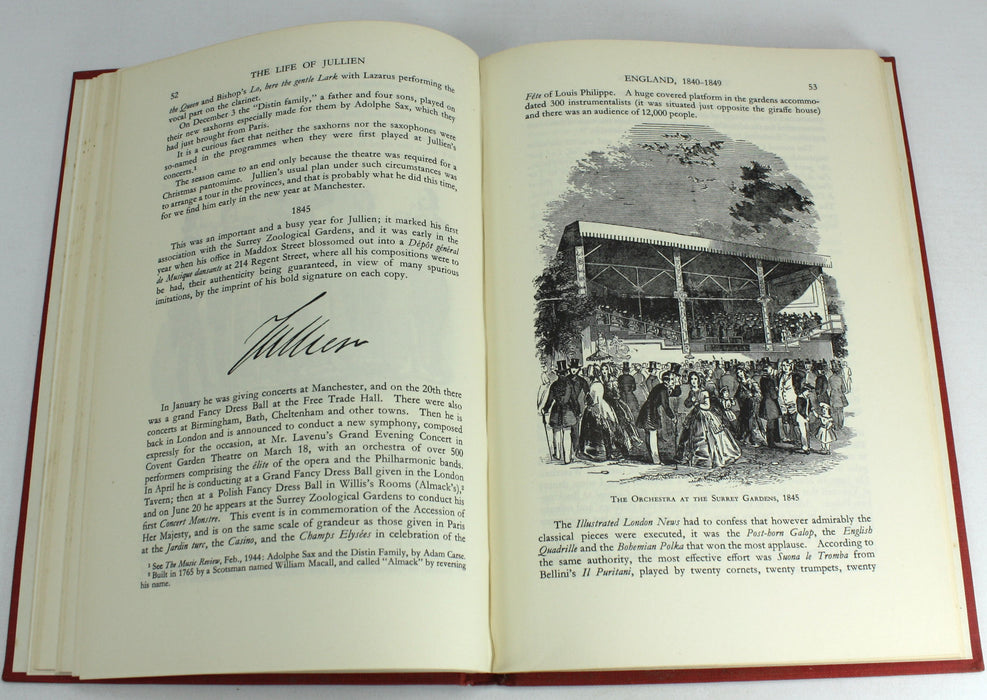 52
THE LIFE OF JULLIEN
the Queen and Bishop's Lo, here the gentle Lark with Lazarus performing the
vocal part on the clarinet.
On December 3 the "Distin family," a father and four sons, played on
their new saxhorns especially made for them by Adolphe Sax, which they
had just brought from Paris.
It is a curious fact that neither the saxhorns nor the saxophones were
so-named in the programmes when they were first played at Jullien's
concerts.¹
The season came to an end only because the theatre was required for a
Christmas pantomime. Jullien's usual plan under such circumstances was
to arrange a tour in the provinces, and that is probably what he did this time,
for we find him early in the new year at Manchester.
1845
This was an important and a busy year for Jullien; it marked his first
association with the Surrey Zoological Gardens, and it was early in the
year when his office in Maddox Street blossomed out into a Dépôt général
de Musique dansante at 214 Regent Street, where all his compositions were to
be had, their authenticity being guaranteed, in view of many spurious
imitations, by the imprint of his bold signature on each copy.
Jullien
In January he was giving concerts at Manchester, and on the 20th there
was a grand Fancy Dress Ball at the Free Trade Hall. There were also
concerts at Birmingham, Bath, Cheltenham and other towns. Then he is
back in London and is announced to conduct a new symphony, composed
expressly for the occasion, at Mr. Lavenu's Grand Evening Concert in
Covent Garden Theatre on March 18, with an orchestra of over 500
performers comprising the élite of the opera and the Philharmonic bands.
In April he is conducting at a Grand Fancy Dress Ball given in the London
Tavern; then at a Polish Fancy Dress Ball in Willis's Rooms (Almack's),²
and on June 20 he appears at the Surrey Zoological Gardens to conduct his
first Concert Monstre. This event is in commemoration of the Accession of
Her Majesty, and is on the same scale of grandeur as those given in Paris
at the Jardin turc, the Casino, and the Champs Elysées in celebration of the
¹ See The Music Review, Feb., 1944: Adolphe Sax and the Distin Family, by Adam Carse.
² Built in 1765 by a Scotsman named William Macall, and called "Almack" by reversing
his name.
ENGLAND, 1840–1849
53
Fête of Louis Philippe. A huge covered platform in the gardens accommo-
dated 300 instrumentalists (it was situated just opposite the giraffe house)
and there was an audience of 12,000 people.
THE ORCHESTRA AT THE SURREY GARDENS, 1845
The Illustrated London News had to confess that however admirably the
classical pieces were executed, it was the Post-born Galop, the English
Quadrille and the Bohemian Polka that won the most applause. According to
the same authority, the most effective effort was Suona le Tromba from
Bellini's Il Puritani, played by twenty cornets, twenty trumpets, twenty